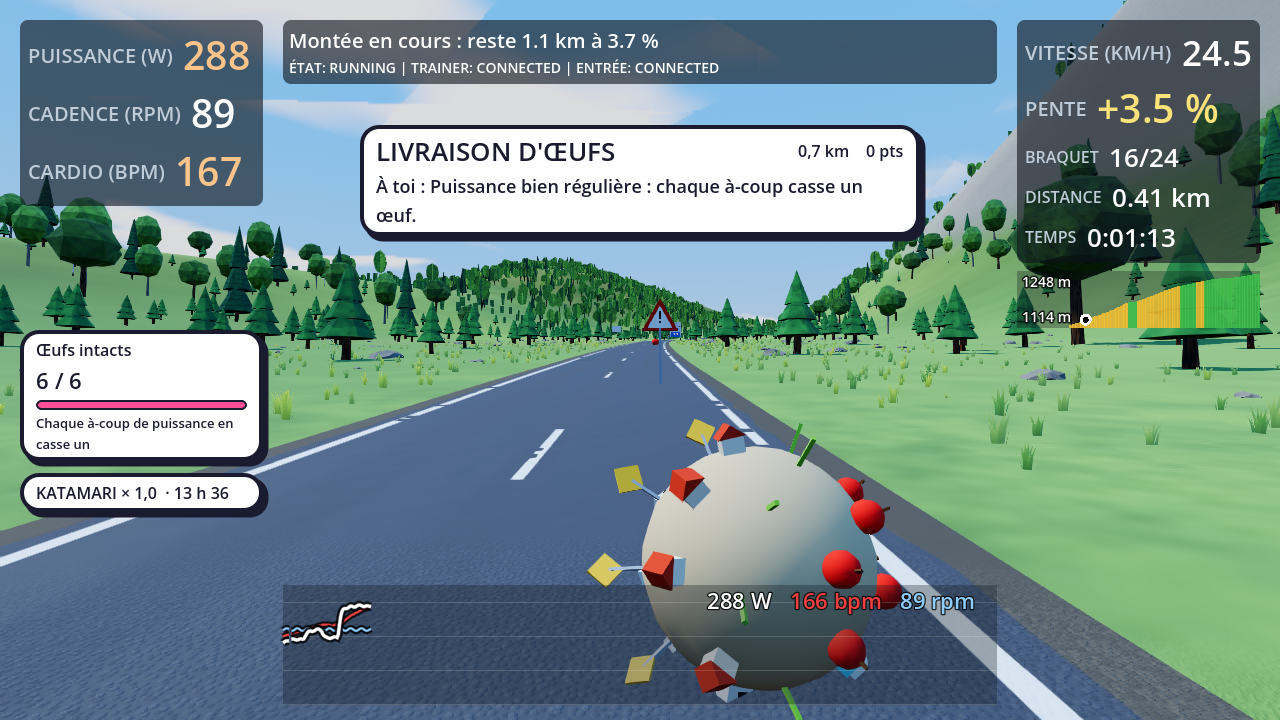 PUISSANCE (W) 288
CADENCE (RPM) 89
CARDIO (BPM) 167
Montée en cours : reste 1.1 km à 3.7 %
ÉTAT: RUNNING | TRAINER: CONNECTED | ENTRÉE: CONNECTED
VITESSE (KM/H) 24.5
PENTE +3.5 %
BRAQUET 16/24
DISTANCE 0.41 km
TEMPS 0:01:13
1248 m
1114 m
LIVRAISON D'ŒUFS 0,7 km 0 pts
À toi : Puissance bien régulière : chaque à-coup casse un
œuf.
!
Œufs intacts
6 / 6
Chaque à-coup de puissance en
casse un
KATAMARI × 1,0 · 13 h 36
288 W 166 bpm 89 rpm